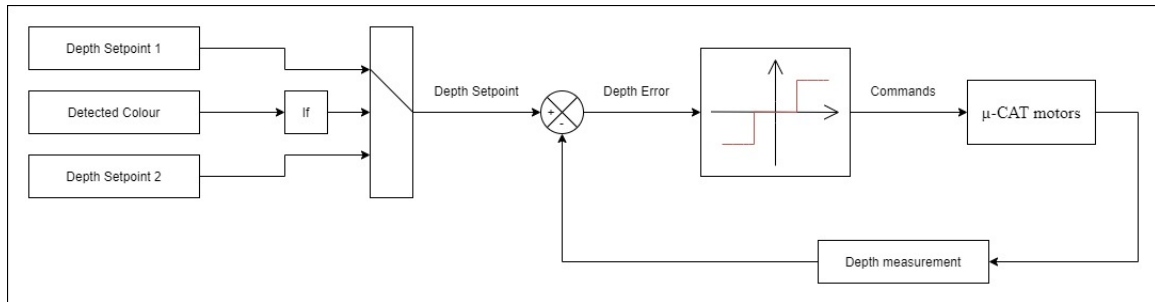 Depth Setpoint 1
Detected Colour
If
Depth Setpoint 2
Depth Setpoint
+
-
Depth Error
Commands
μ-CAT motors
Depth measurement